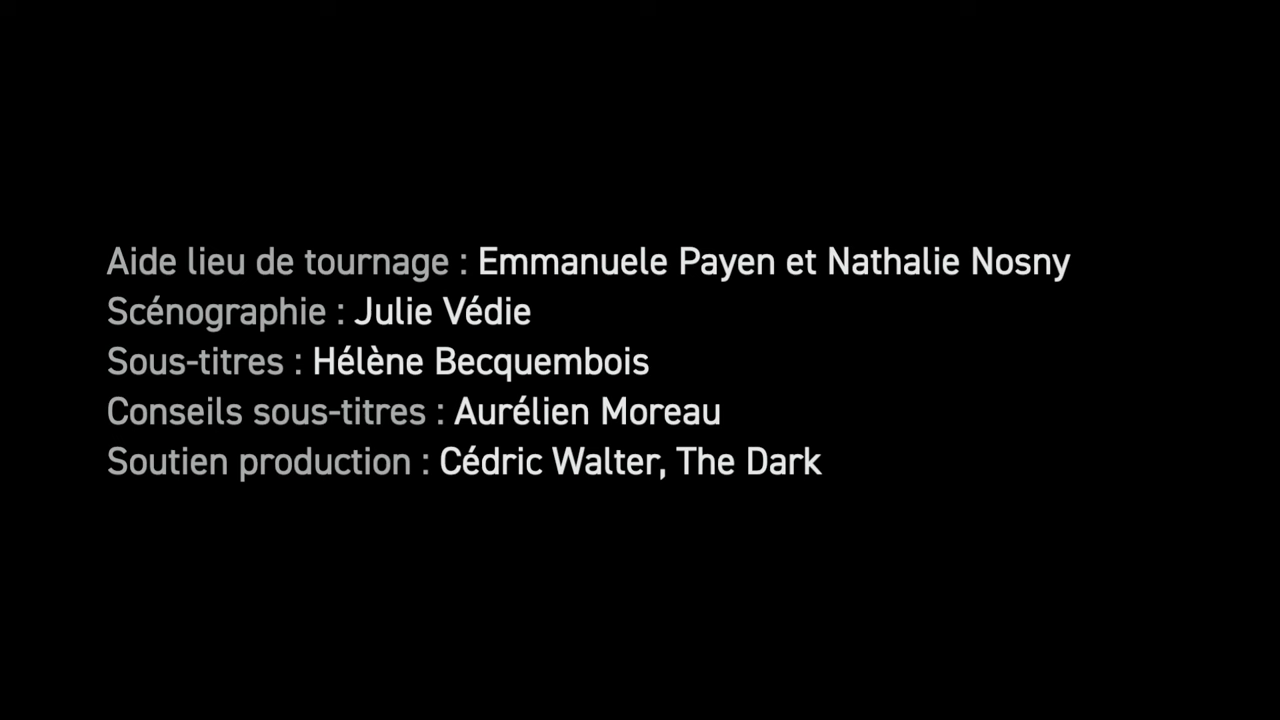 Aide lieu de tournage : Emmanuele Payen et Nathalie Nosny
Scénographie : Julie Védie
Sous-titres : Hélène Becquembois
Conseils sous-titres : Aurélien Moreau
Soutien production : Cédric Walter, The Dark